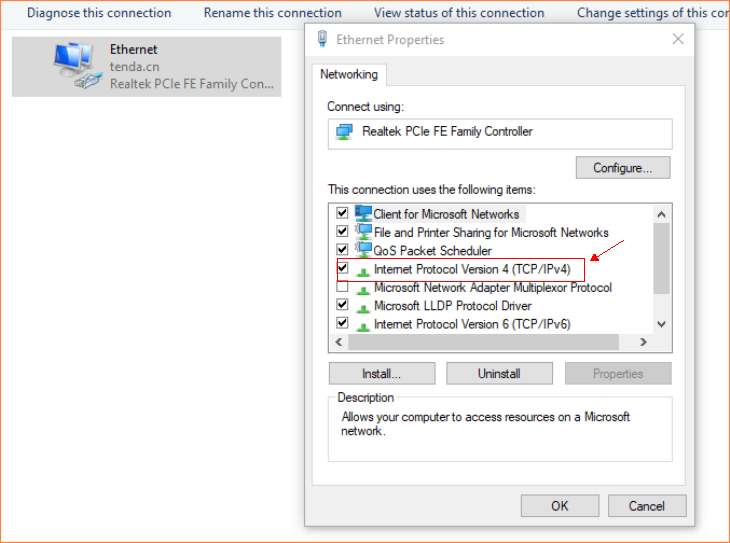 Diagnose this connection Rename this connection View status of this connection Change settings of this con
Ethernet
tenda.cn
Realtek PCIe FE Family Con...
Ethernet Properties
Networking
Connect using:
Realtek PCIe FE Family Controller
Configure...
This connection uses the following items:
Client for Microsoft Networks
File and Printer Sharing for Microsoft Networks
QoS Packet Scheduler
Internet Protocol Version 4 (TCP/IPv4)
Microsoft Network Adapter Multiplexor Protocol
Microsoft LLDP Protocol Driver
Internet Protocol Version 6 (TCP/IPv6)
Install... Uninstall Properties
Description
Allows your computer to access resources on a Microsoft
network.
OK Cancel